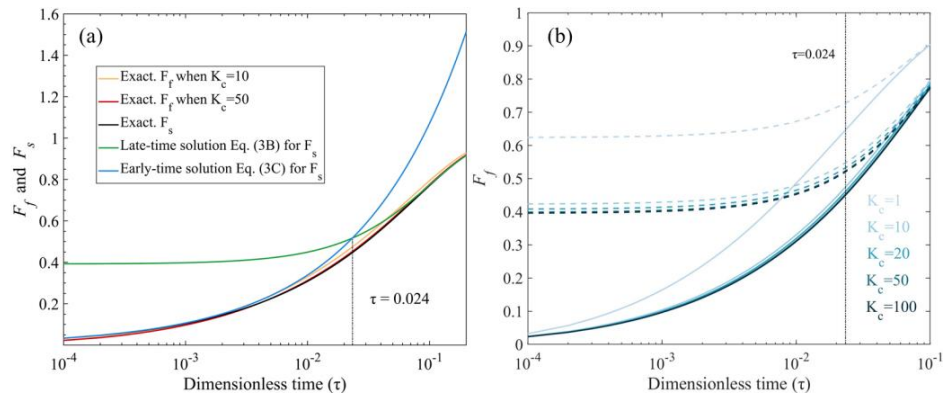 (a)
F_f and F_s
1.6
1.4
1.2
1
0.8
0.6
0.4
0.2
Exact. F_f when K_c=10
Exact. F_f when K_c=50
Exact. F_s
Late-time solution Eq. (3B) for F_s
Early-time solution Eq. (3C) for F_s
τ = 0.024
10^-4
10^-3
10^-2
10^-1
Dimensionless time (τ)
(b)
F_f
0.9
0.8
0.7
0.6
0.5
0.4
0.3
0.2
0.1
0
τ=0.024
K_c=1
K_c=10
K_c=20
K_c=50
K_c=100
10^-4
10^-3
10^-2
10^-1
Dimensionless time (τ)